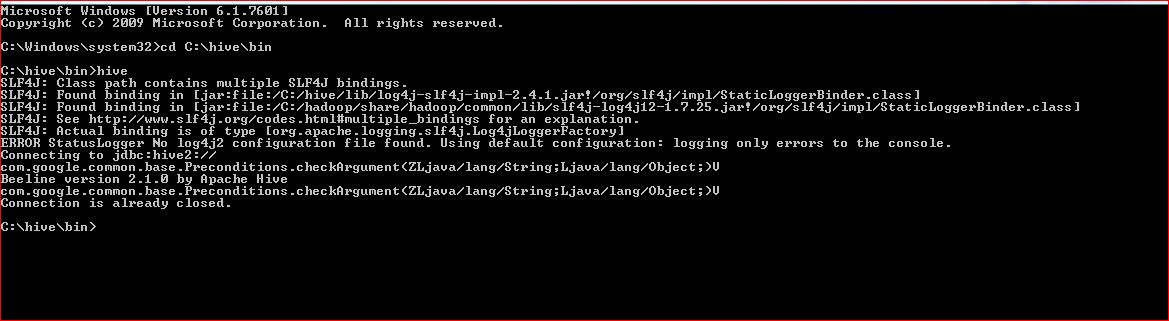 Microsoft Windows [Version 6.1.7601]
Copyright (c) 2009 Microsoft Corporation.  All rights reserved.
C:\Windows\system32>cd C:\hive\bin
C:\hive\bin>hive
SLF4J: Class path contains multiple SLF4J bindings.
SLF4J: Found binding in [jar:file:/C:/hive/lib/log4j-slf4j-impl-2.4.1.jar!/org/slf4j/impl/StaticLoggerBinder.class]
SLF4J: Found binding in [jar:file:/C:/hadoop/share/hadoop/common/lib/slf4j-log4j12-1.7.25.jar!/org/slf4j/impl/StaticLoggerBinder.class]
SLF4J: See http://www.slf4j.org/codes.html#multiple_bindings for an explanation.
SLF4J: Actual binding is of type [org.apache.logging.slf4j.Log4jLoggerFactory]
ERROR StatusLogger No log4j2 configuration file found. Using default configuration: logging only errors to the console.
Connecting to jdbc:hive2://
com.google.common.base.Preconditions.checkArgument(ZLjava/lang/String;Ljava/lang/Object;)V
Beeline version 2.1.0 by Apache Hive
com.google.common.base.Preconditions.checkArgument(ZLjava/lang/String;Ljava/lang/Object;)V
Connection is already closed.
C:\hive\bin>